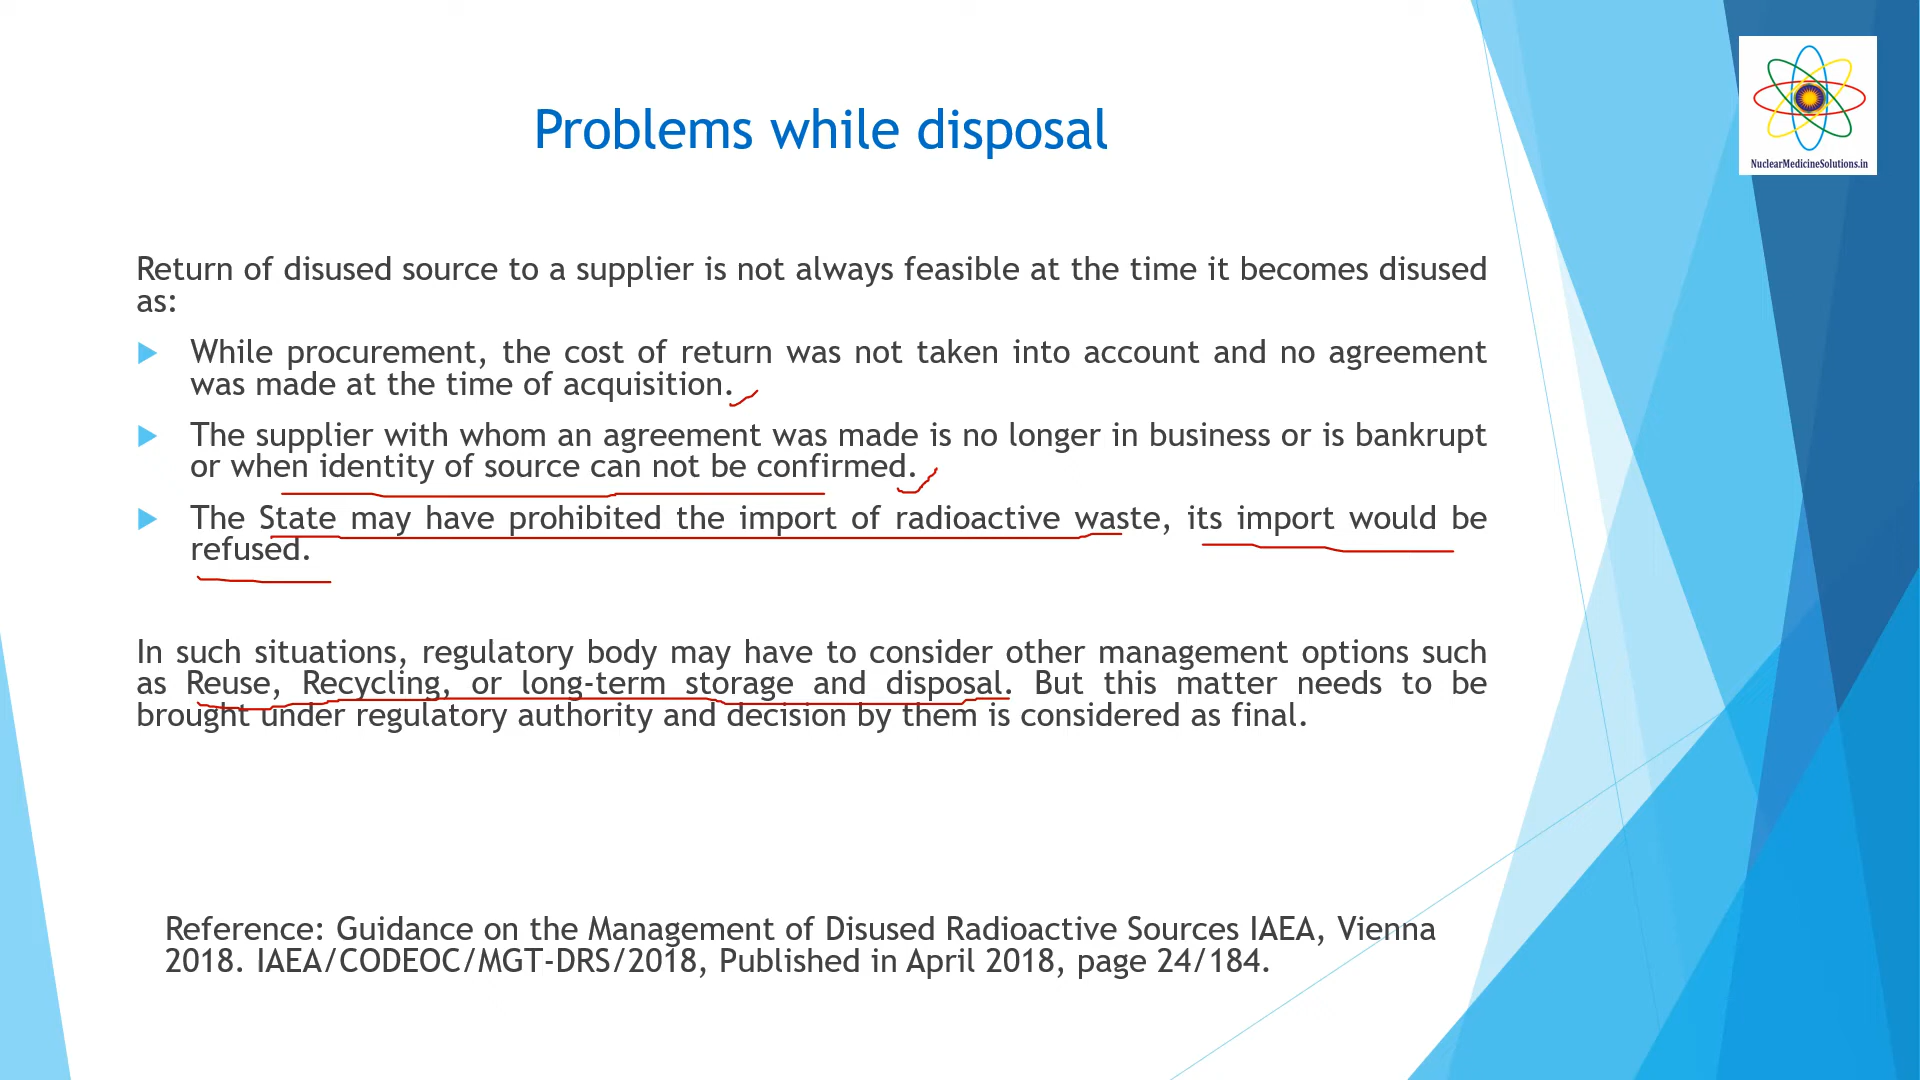 NuclearMedicineSolutions.in
Problems while disposal
Return of disused source to a supplier is not always feasible at the time it becomes disused
as:
While procurement, the cost of return was not taken into account and no agreement
was made at the time of acquisition.
The supplier with whom an agreement was made is no longer in business or is bankrupt
or when identity of source can not be confirmed.
The State may have prohibited the import of radioactive waste, its import would be
refused.
In such situations, regulatory body may have to consider other management options such
as Reuse, Recycling, or long-term storage and disposal. But this matter needs to be
brought under regulatory authority and decision by them is considered as final.
Reference: Guidance on the Management of Disused Radioactive Sources IAEA, Vienna
2018. IAEA/CODEOC/MGT-DRS/2018, Published in April 2018, page 24/184.